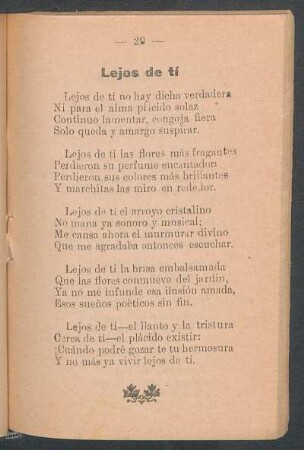 — 29 —
Lejos de tí
Lejos de tí no hay dicha verdadera
Ni para el alma plácido solaz
Continuo lamentar, congoja fiera
Solo queda y amargo suspirar.
Lejos de tí las flores más fragantes
Perdieron su perfume encantador
Perdieron sus colores más brillantes
Y marchitas las miro en rededor.
Lejos de tí el arroyo cristalino
No mana ya sonoro y musical;
Me cansa ahora el murmurar divino
Que me agradaba antonces escuchar.
Lejos de tí la brisa embalsamada
Que las flores conmueve del jardin,
Ya no me infunde esa ilusión amada,
Esos sueños poèticos sin fin.
Lejos de tí—el llanto y la tristura
Cerca de tí—el plácido existir:
¡Cuándo podré gozar te tu hermosura
Y no más ya vivir lejos de tí.